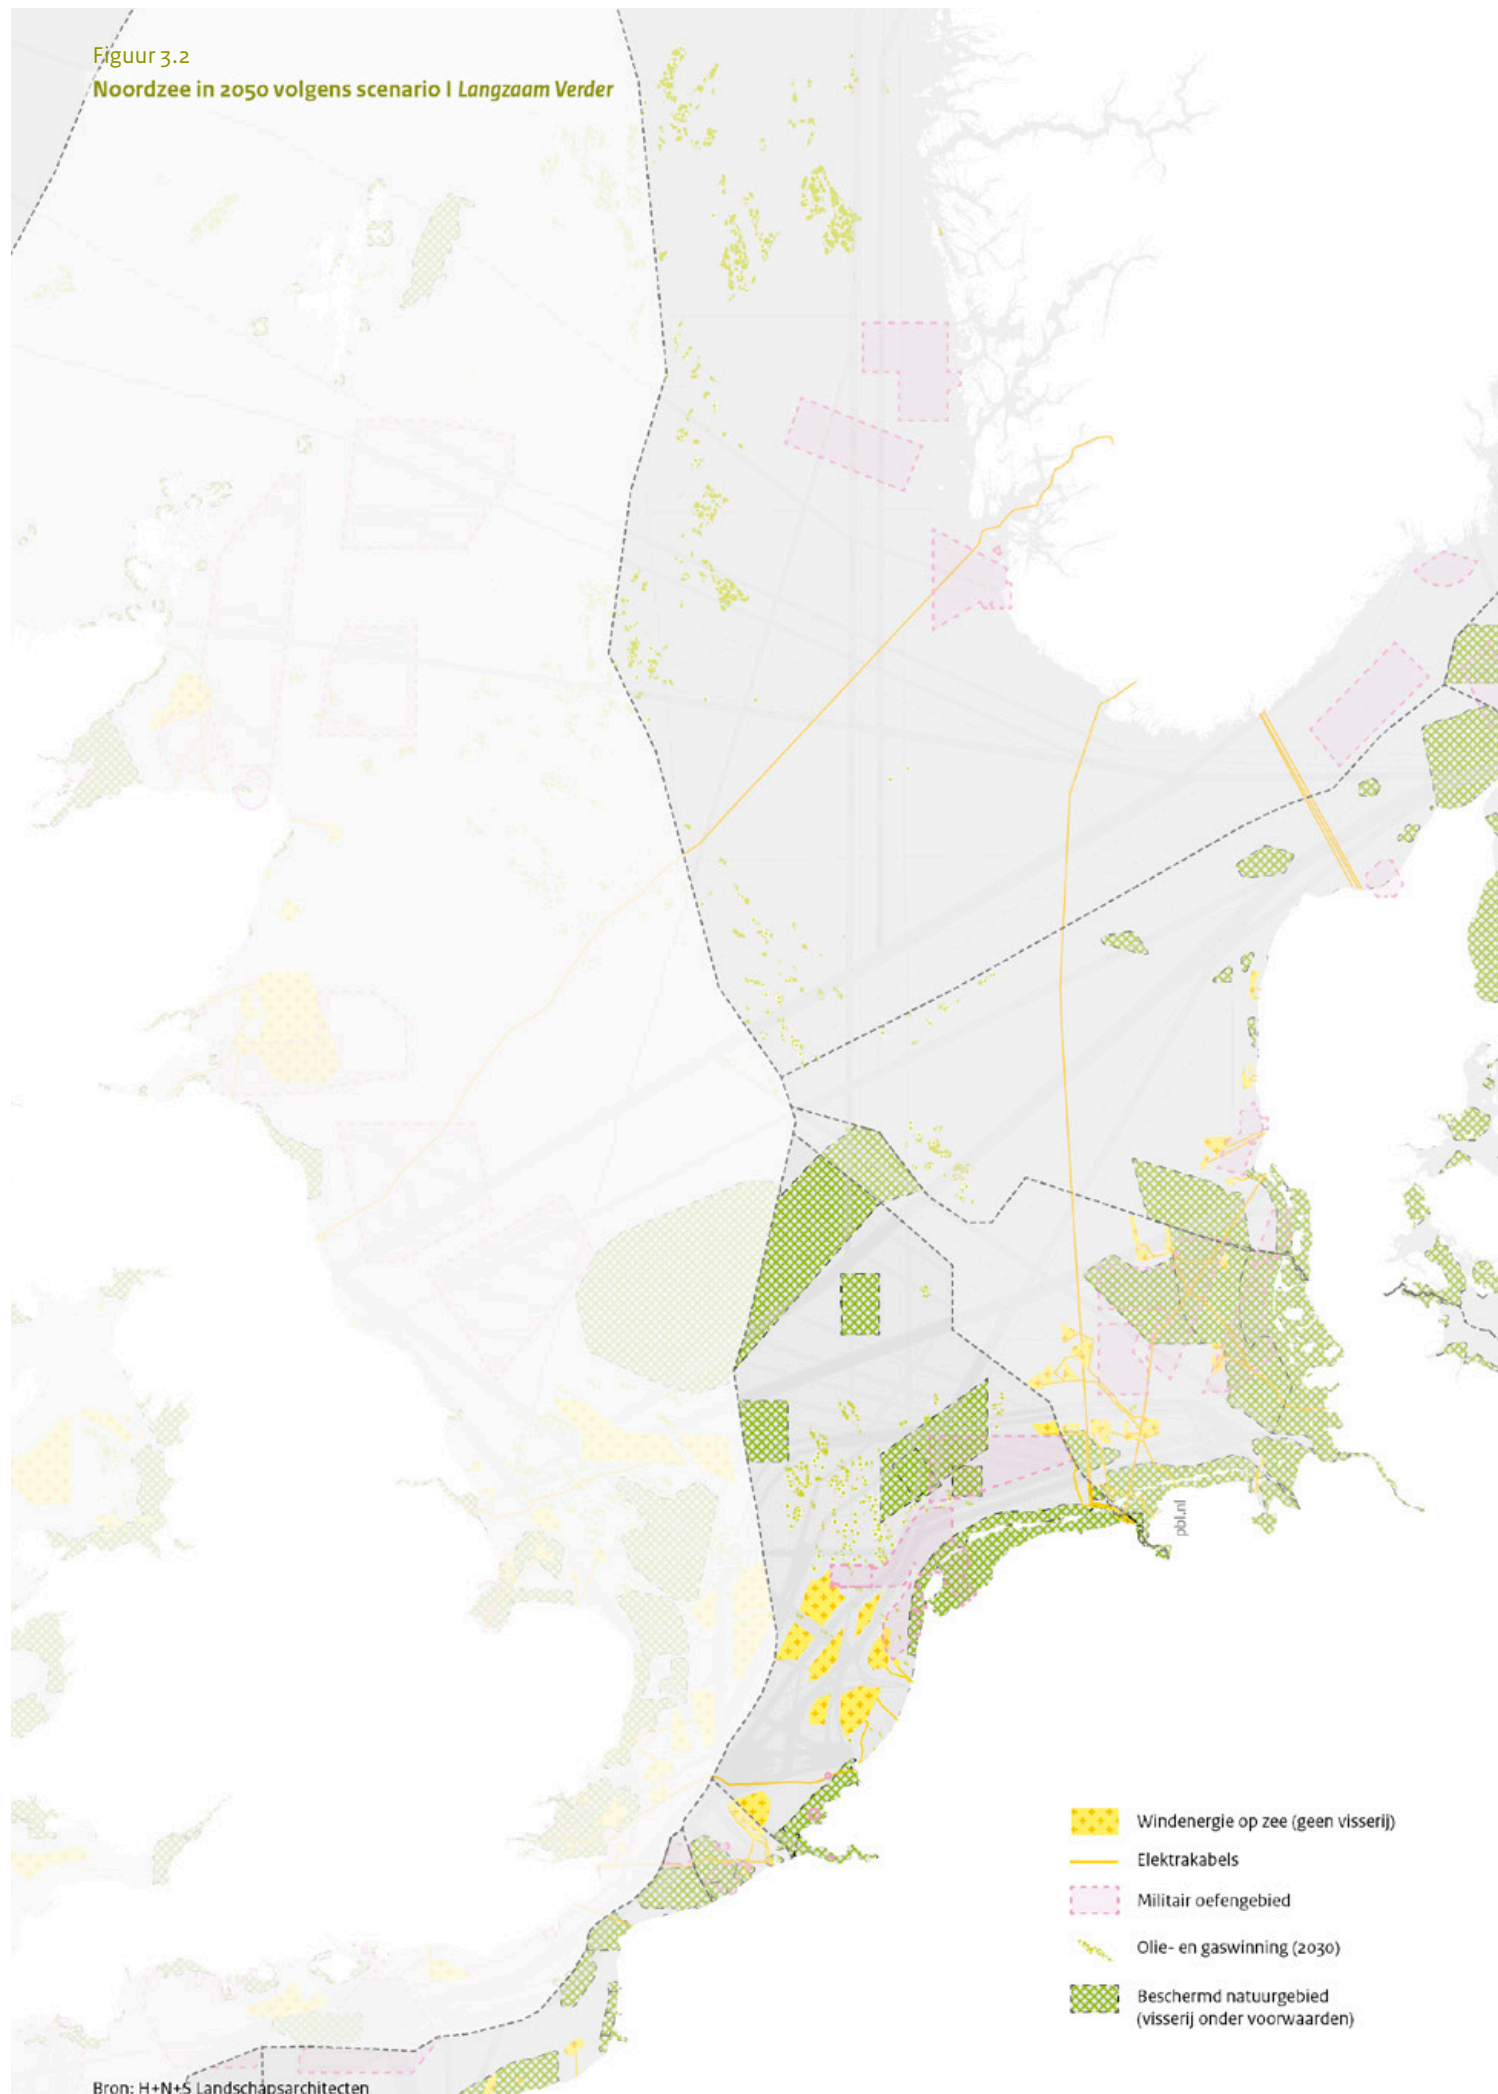 Figuur 3.2
Noordzee in 2050 volgens scenario I Langzaam Verder
pbl.nl
Windenergie op zee (geen visserij)
Elektrakabels
Militair oefengebied
Olie- en gaswinning (2030)
Beschermd natuurgebied
(visserij onder voorwaarden)
Bron: H+N+S Landschapsarchitecten